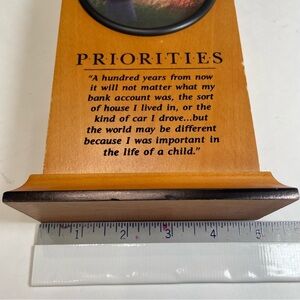 PRIORITIES
"A hundred years from now
it will not matter what my
bank account was, the sort
of house I lived in, or the
kind of car I drove...but
the world may be different
because I was important in
the life of a child."
1 2 3 4 5